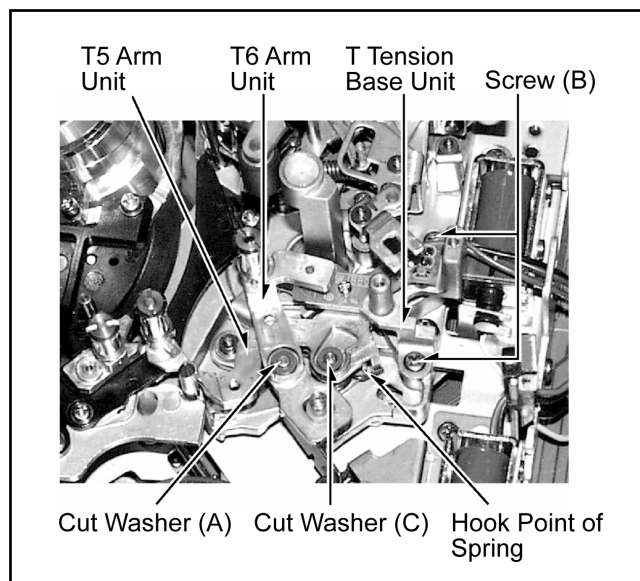 T5 Arm
Unit
T6 Arm
Unit
T Tension
Base Unit
Screw (B)
Cut Washer (A)
Cut Washer (C)
Hook Point of
Spring